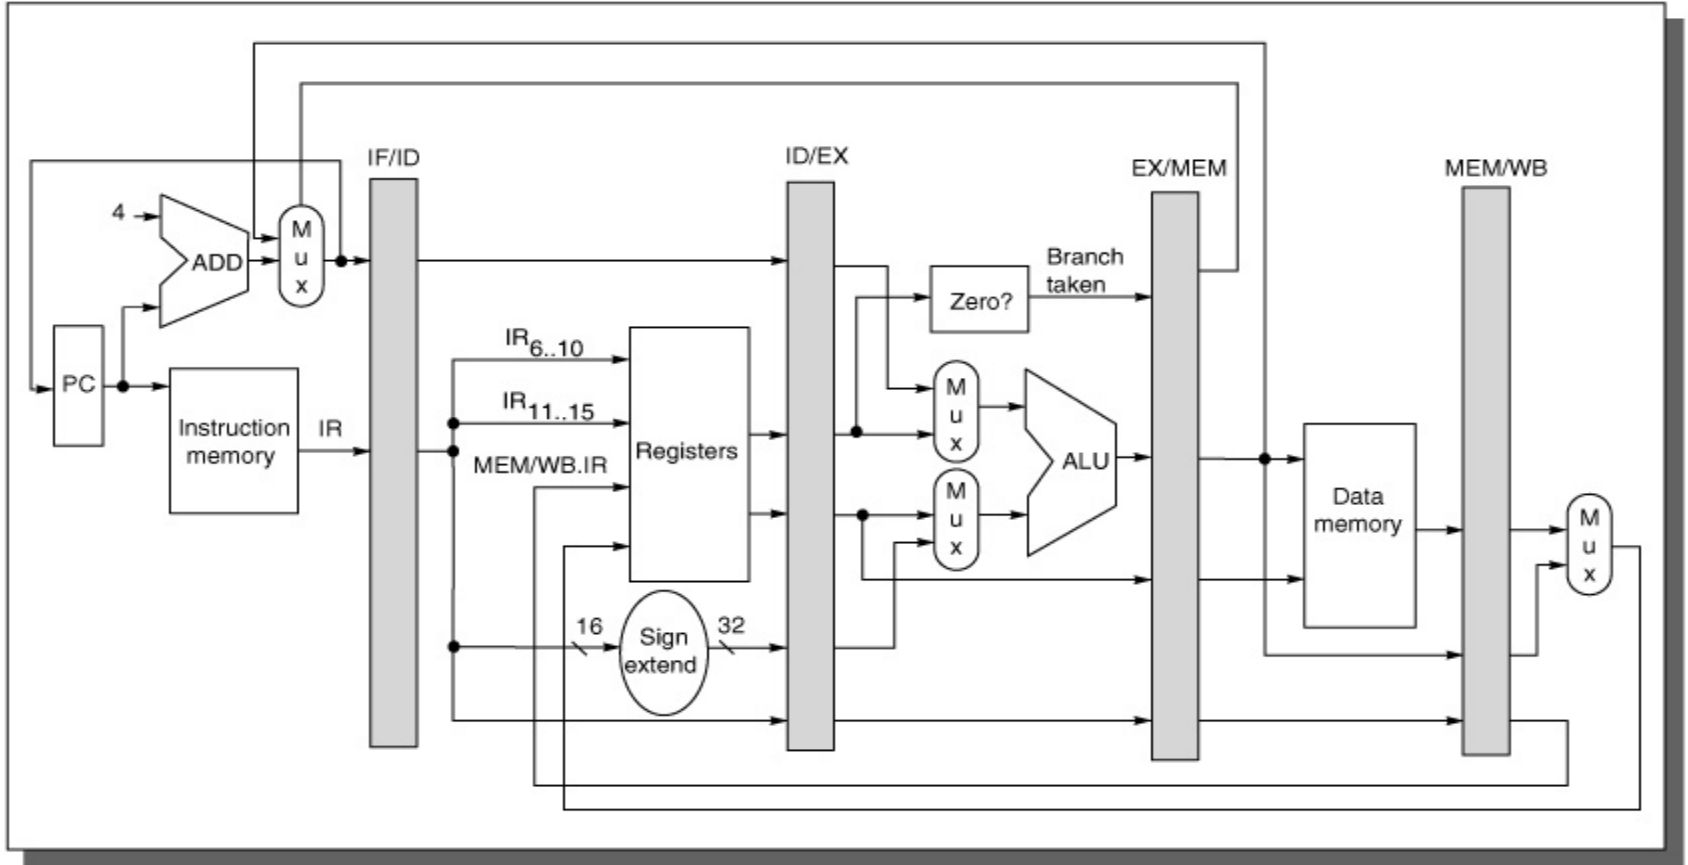 IF/ID
ID/EX
EX/MEM
MEM/WB
4
ADD
M
u
x
PC
Instruction
memory
IR
IR6..10
IR11..15
MEM/WB.IR
Registers
16
Sign
extend
32
Zero?
Branch
taken
M
u
x
M
u
x
ALU
Data
memory
M
u
x